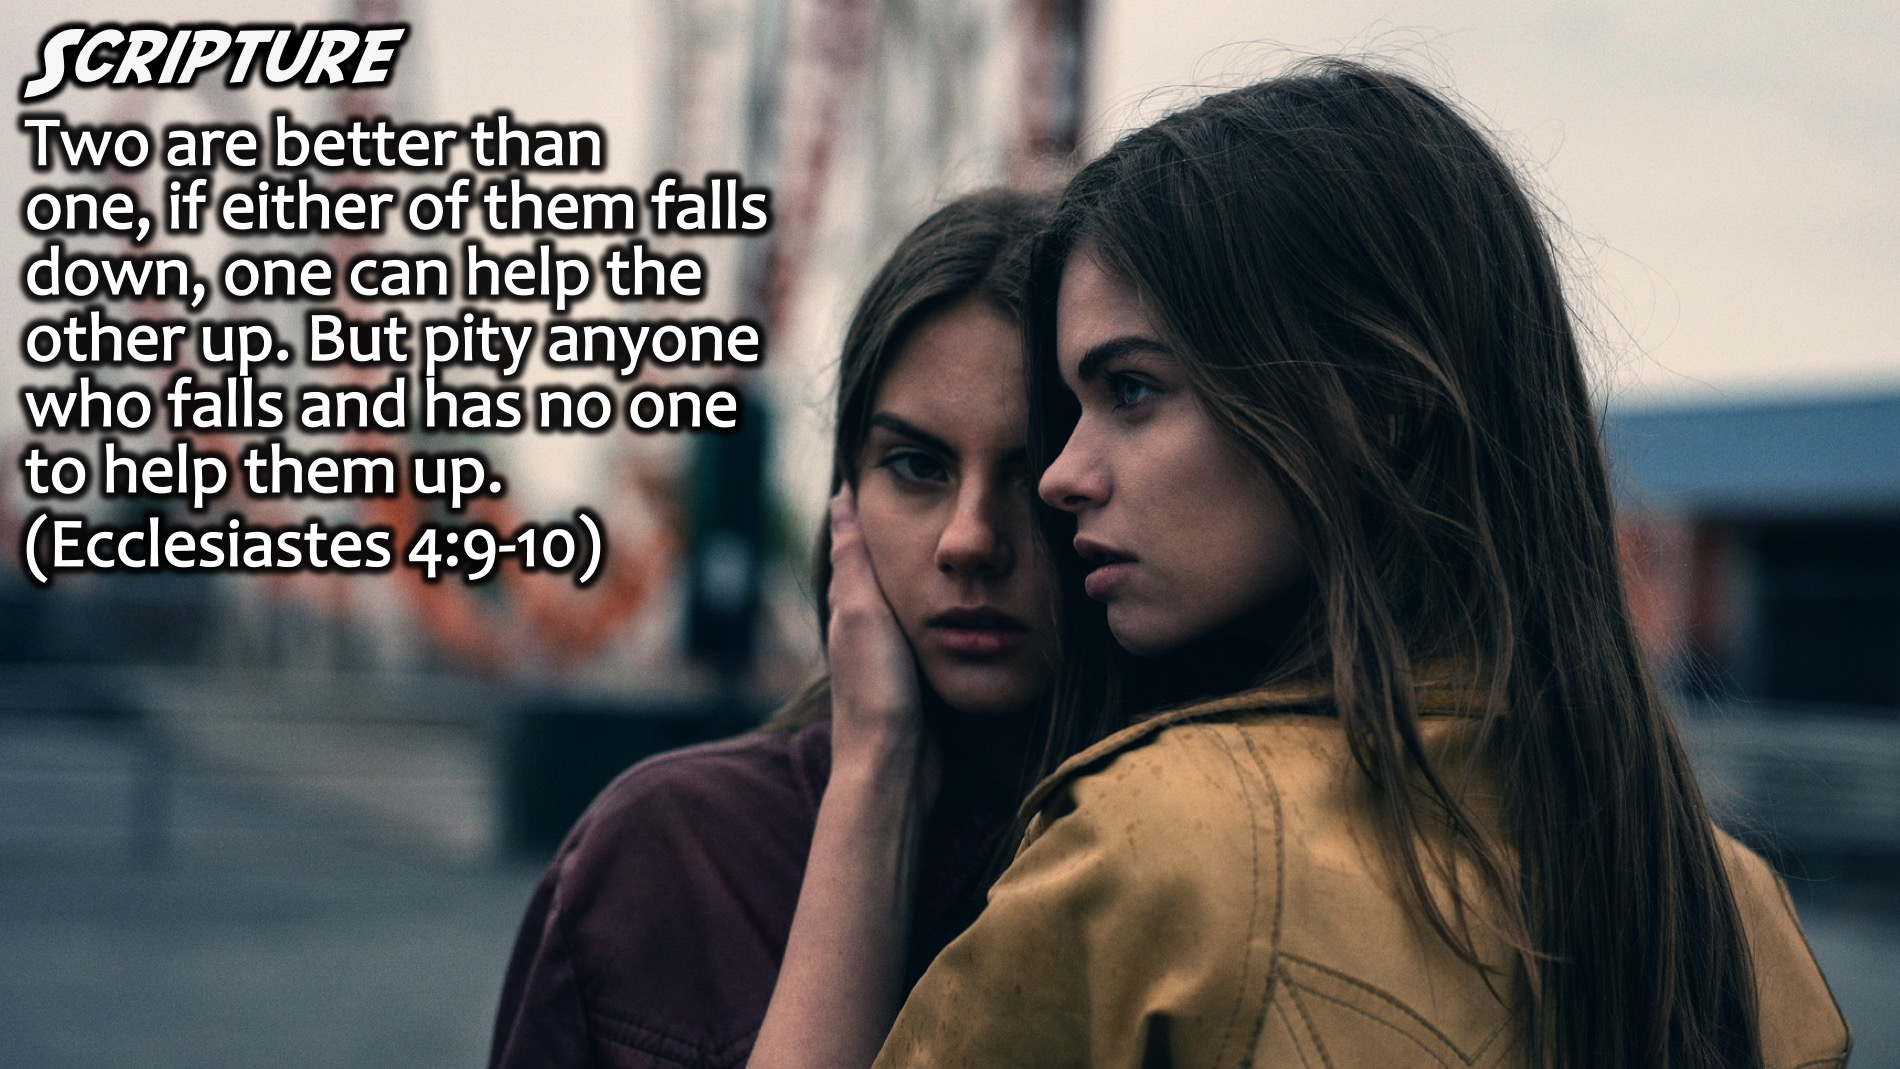 SCRIPTURE
Two are better than
one, if either of them falls
down, one can help the
other up. But pity anyone
who falls and has no one
to help them up.
(Ecclesiastes 4:9-10)